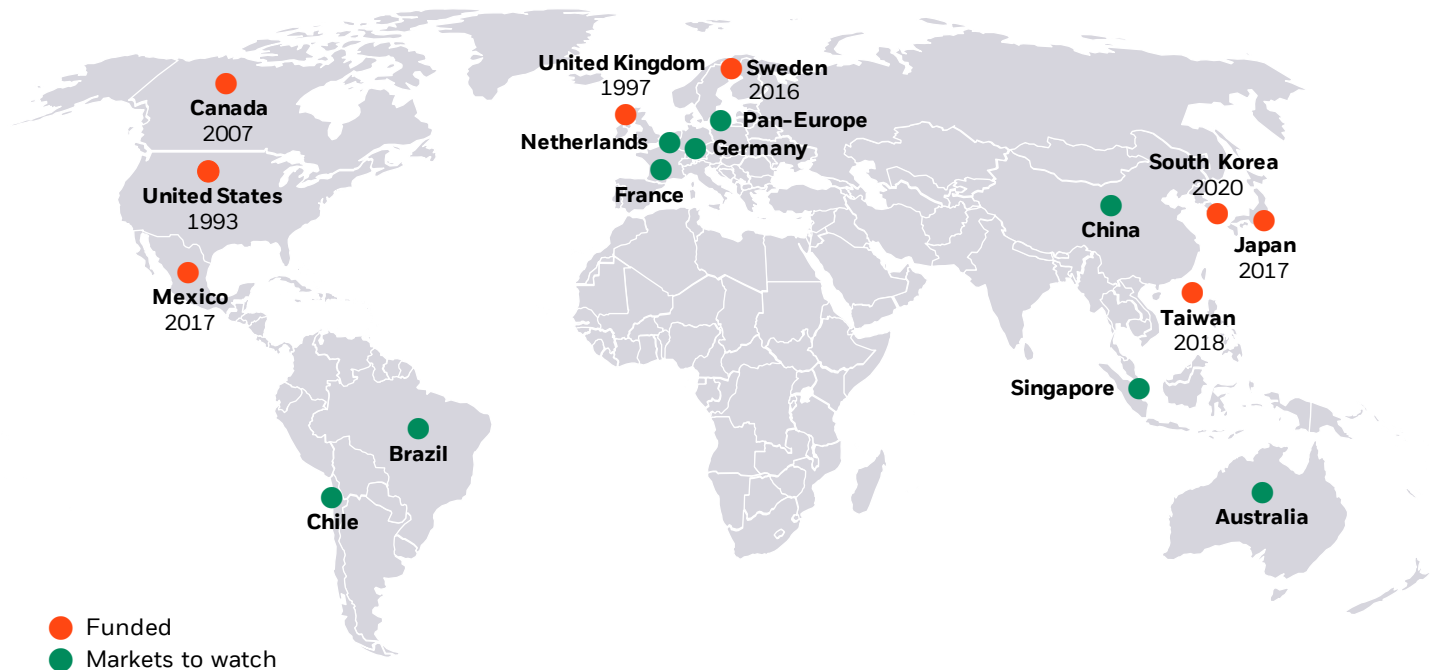 United Kingdom
1997
Sweden
2016
Canada
2007
Pan-Europe
Netherlands
Germany
South Korea
2020
United States
1993
France
China
Japan
2017
Mexico
2017
Taiwan
2018
Singapore
Brazil
Chile
Australia
Funded
Markets to watch